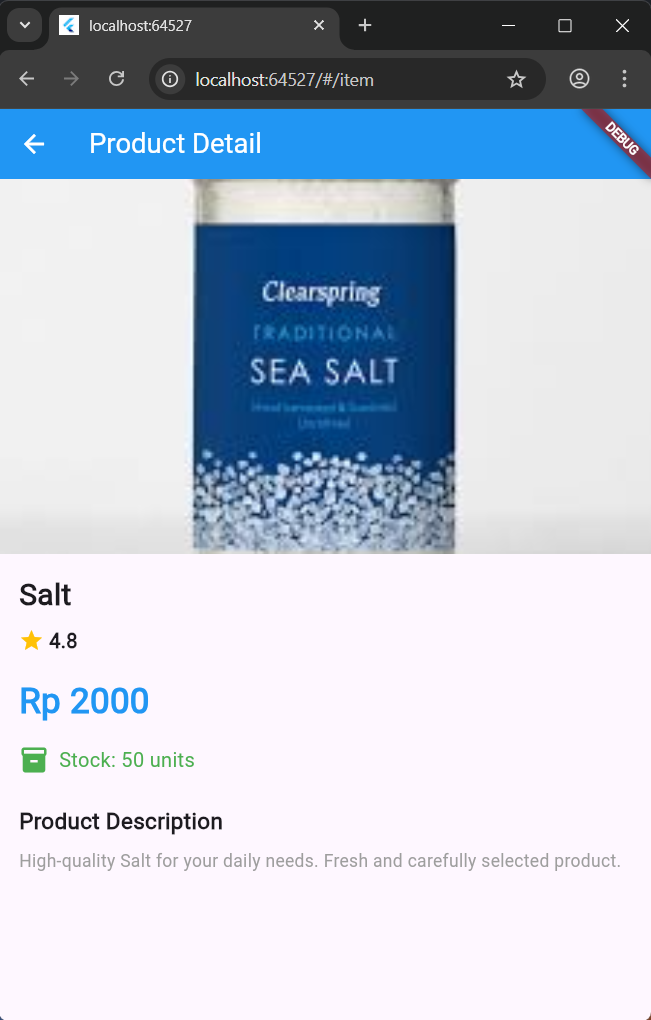 localhost:64527
localhost:64527/#/item
Product Detail
DEBUG
Clearspring
TRADITIONAL
SEA SALT
Salt
4.8
Rp 2000
Stock: 50 units
Product Description
High-quality Salt for your daily needs. Fresh and carefully selected product.